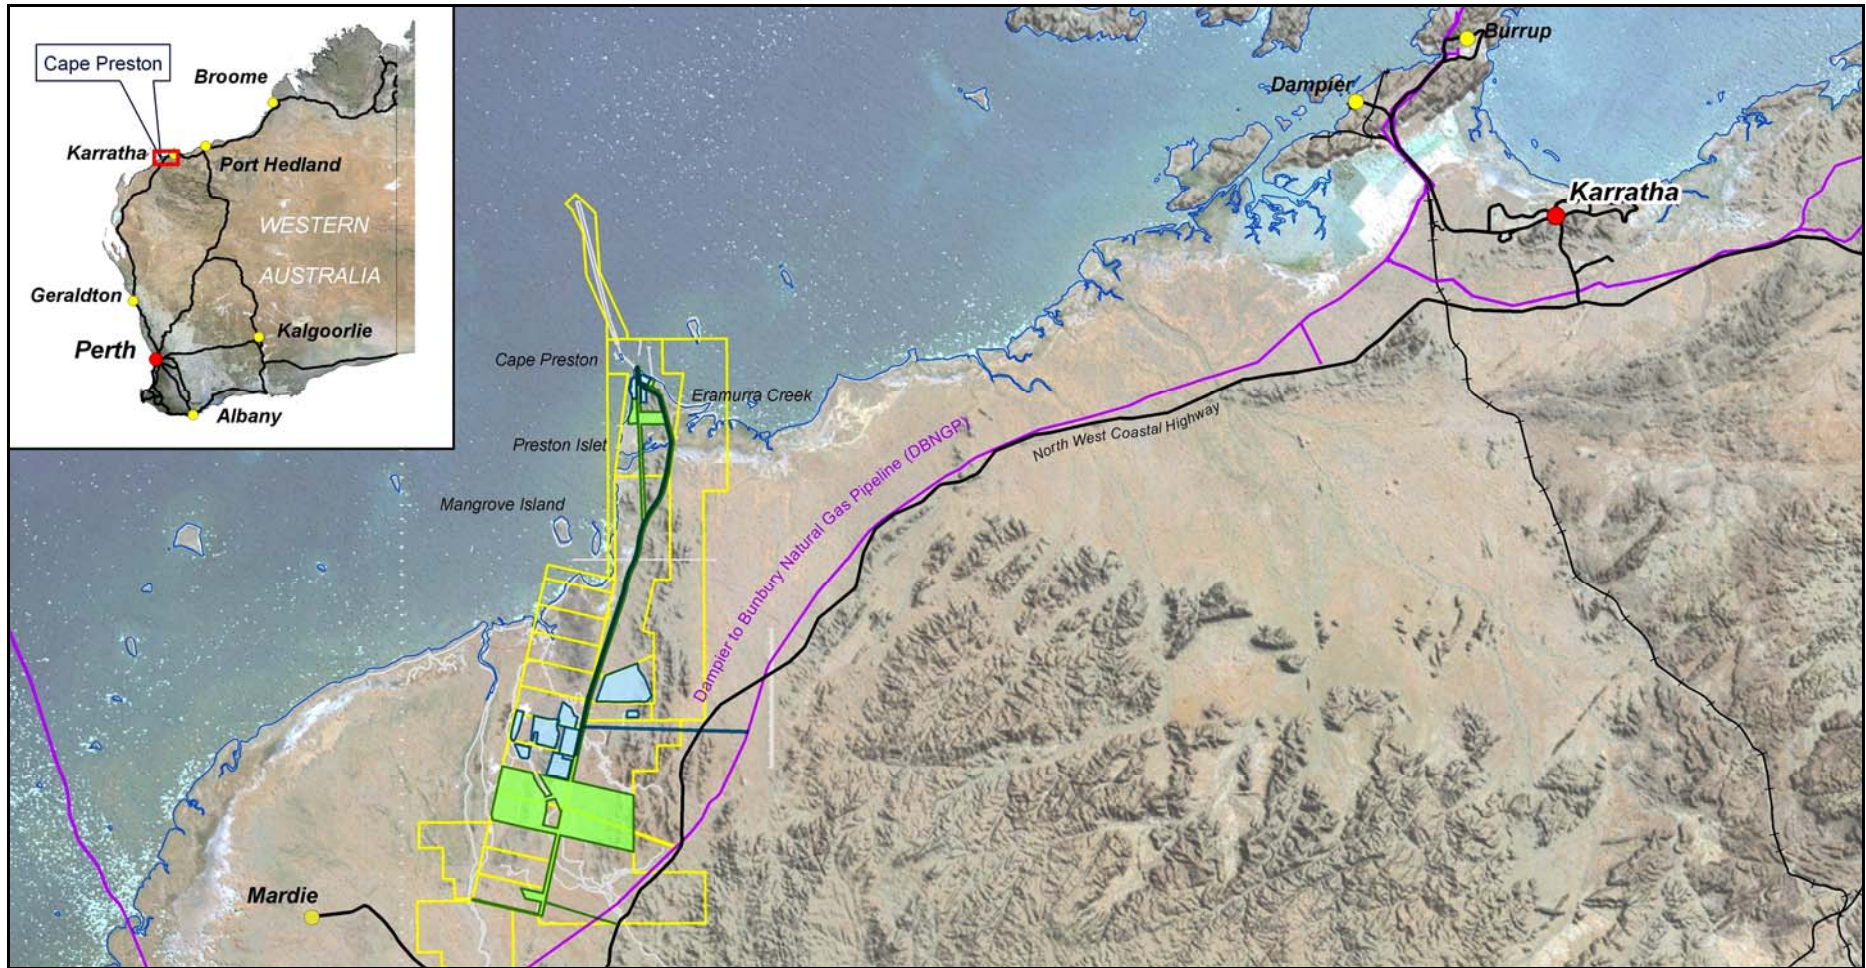 Cape Preston
Broome
Karratha
Port Hedland
WESTERN
AUSTRALIA
Geraldton
Kalgoorlie
Perth
Albany
Burrup
Dampier
Karratha
Cape Preston
Eramurra Creek
Preston Islet
Mangrove Island
North West Coastal Highway
Dampier to Bunbury Natural Gas Pipeline (DBNGP)
Mardie